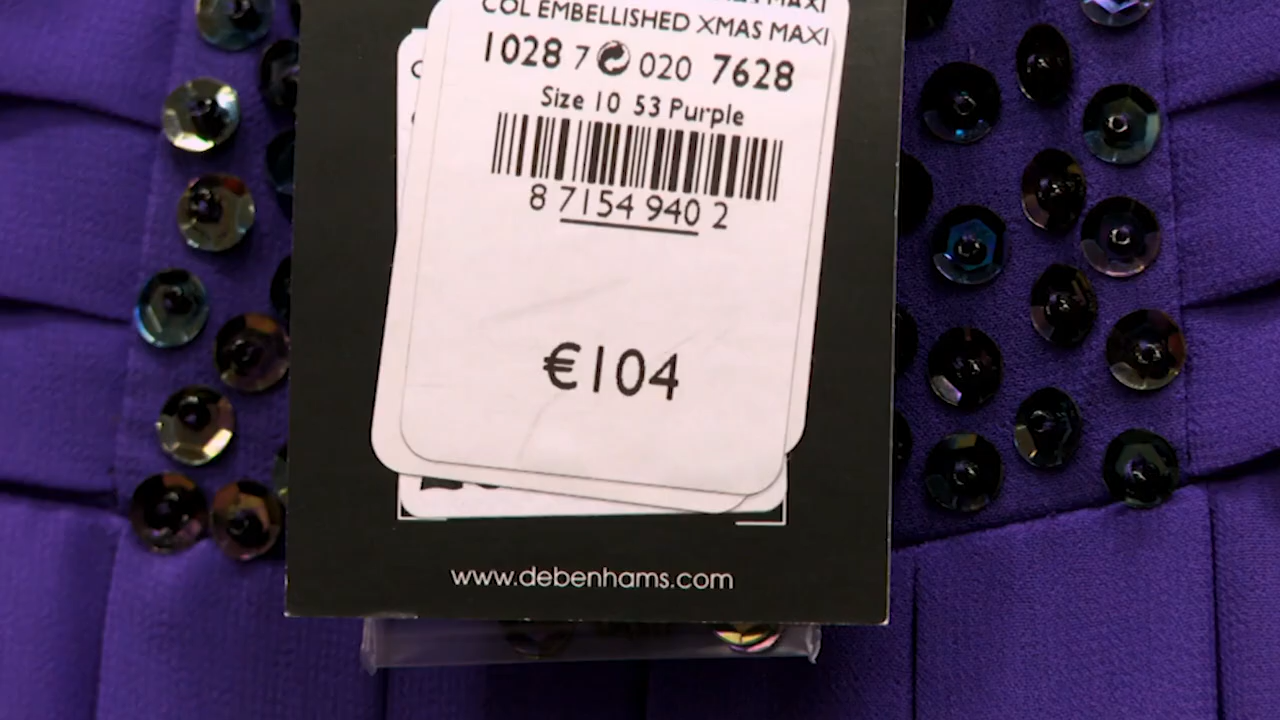 MAXI
COL EMBELLISHED XMAS MAXI
1028 7 020 7628
Size 10 53 Purple
8 7154 940 2
€104
www.debenhams.com